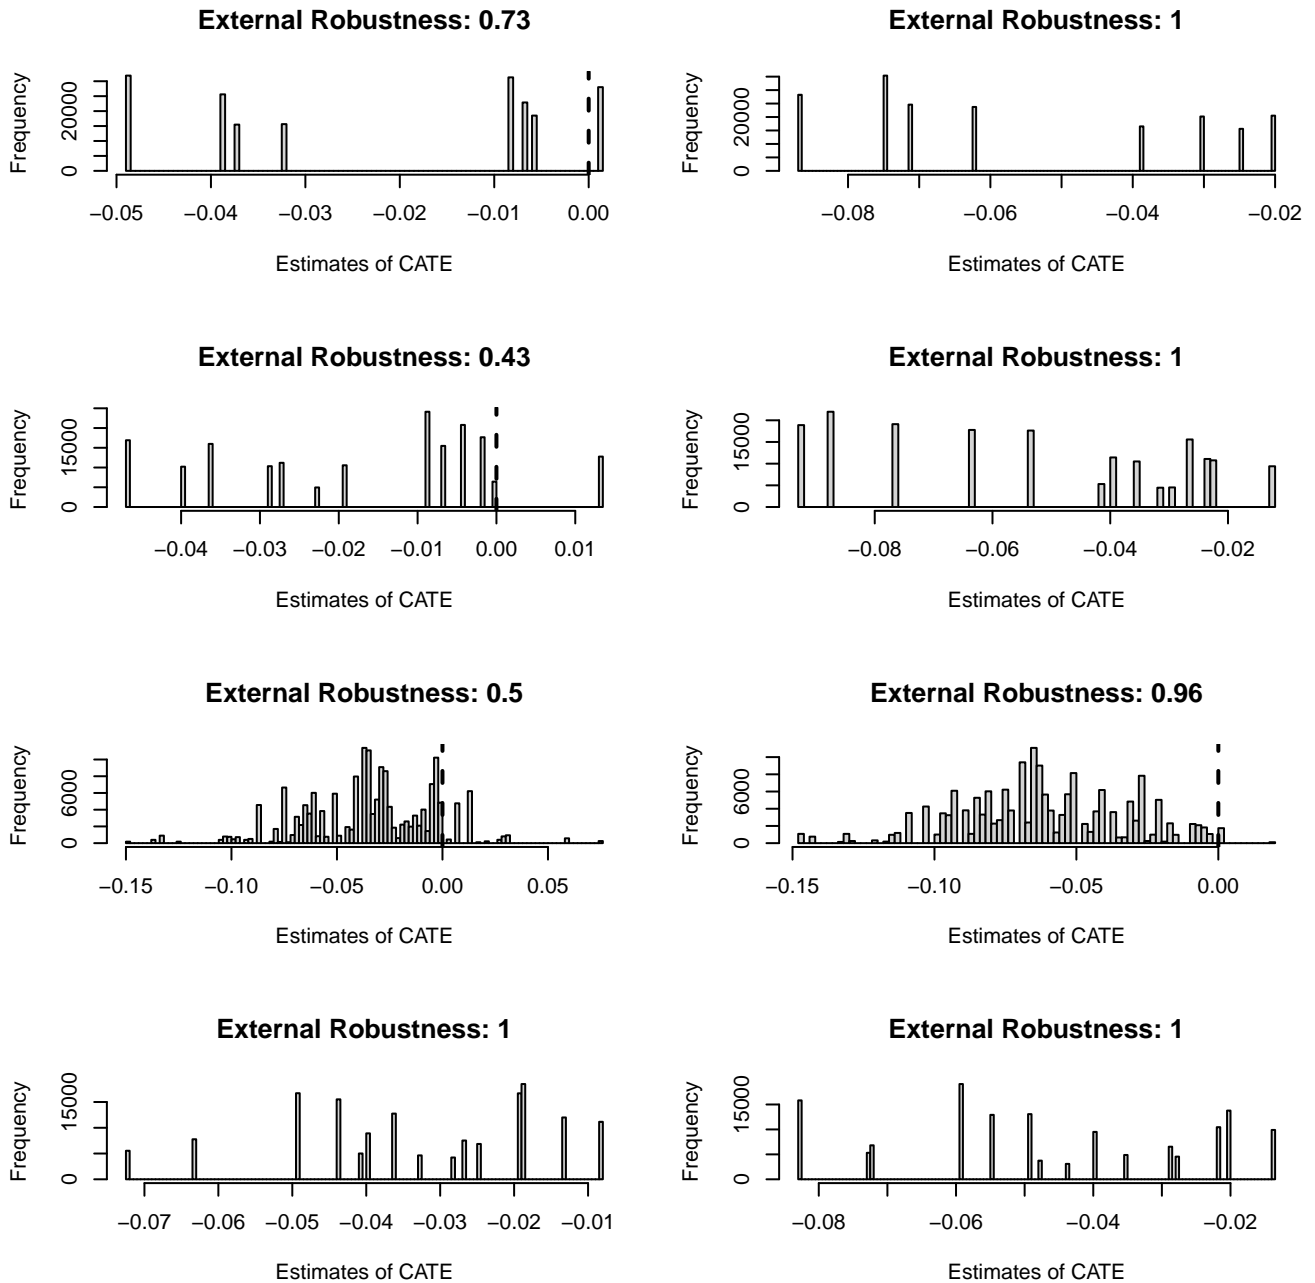 External Robustness: 0.73
Frequency
0 20000
−0.05 −0.04 −0.03 −0.02 −0.01 0.00
Estimates of CATE
External Robustness: 1
Frequency
0 20000
−0.08 −0.06 −0.04 −0.02
Estimates of CATE
External Robustness: 0.43
Frequency
0 15000
−0.04 −0.03 −0.02 −0.01 0.00 0.01
Estimates of CATE
External Robustness: 1
Frequency
0 15000
−0.08 −0.06 −0.04 −0.02
Estimates of CATE
External Robustness: 0.5
Frequency
0 6000
−0.15 −0.10 −0.05 0.00 0.05
Estimates of CATE
External Robustness: 0.96
Frequency
0 6000
−0.15 −0.10 −0.05 0.00
Estimates of CATE
External Robustness: 1
Frequency
0 15000
−0.07 −0.06 −0.05 −0.04 −0.03 −0.02 −0.01
Estimates of CATE
External Robustness: 1
Frequency
0 15000
−0.08 −0.06 −0.04 −0.02
Estimates of CATE